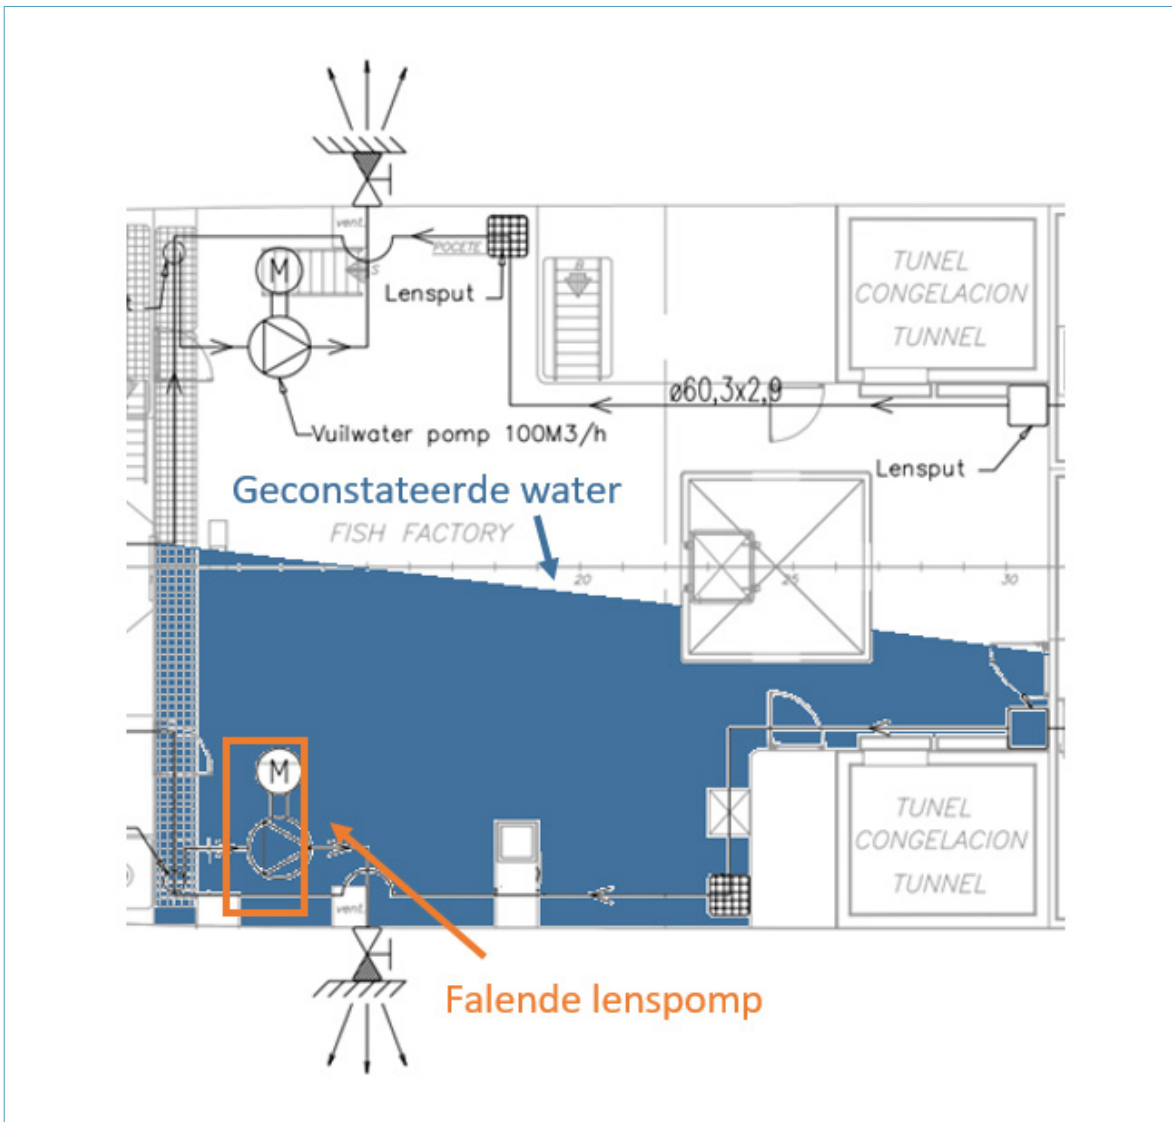 vent.
M
S
POCETE
Lensput
B
TUNEL
CONGELACION
TUNNEL
t
ø60,3x2,9
Vuilwater pomp 100M3/h
Lensput
Geconstateerde water
FISH FACTORY
20
25
30
M
TUNEL
CONGELACION
TUNNEL
vent.
Falende lenspomp